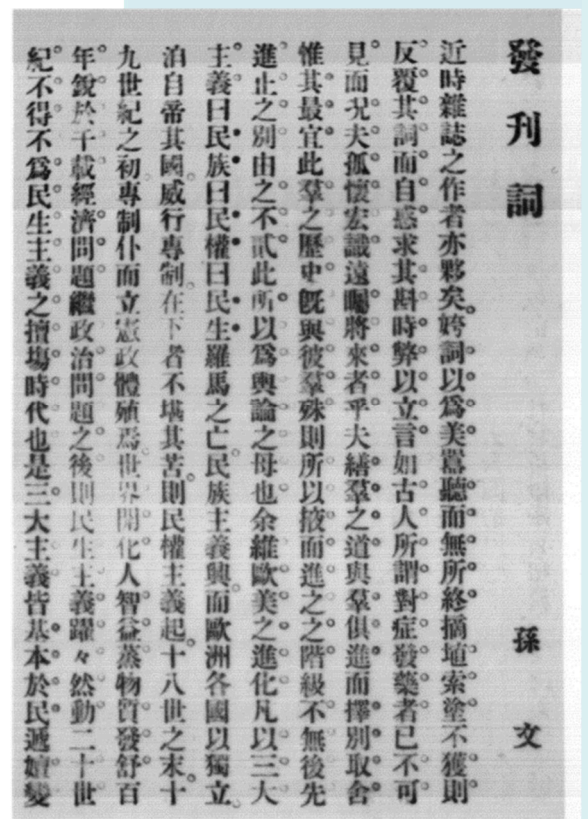 發刊詞
孫文
近時雜誌之作者亦夥矣。姱詞以爲美嚣聽而無所終摘埴索塗不獲則
反覆其詞而自惑求其斟時弊以立言如古人所謂對症發藥者已不可
見而况夫孤懷宏識遠矚將來者乎夫繕羣之道與羣俱進而擇別取舍
惟其最宜此羣之歷史旣與彼羣殊則所以掖而進之之階級不無後先
進止之別由之不貳此所以爲輿論之母也余維歐美之進化凡以三大
主義曰民族曰民權曰民生羅馬之亡民族主義興而歐洲各國以獨立。
洎自帝其國。威行專制。在下者不堪其苦。則民權主義起。十八世之末。十
九世紀之初專制仆而立憲政體殖焉世界開化人智益蒸物質發舒百
年銳於千載經濟問題繼政治問題之後則民生主義躍々然動二十世
紀不得不爲民生主義之擅塲時代也是三大主義皆基本於民遞嬗變